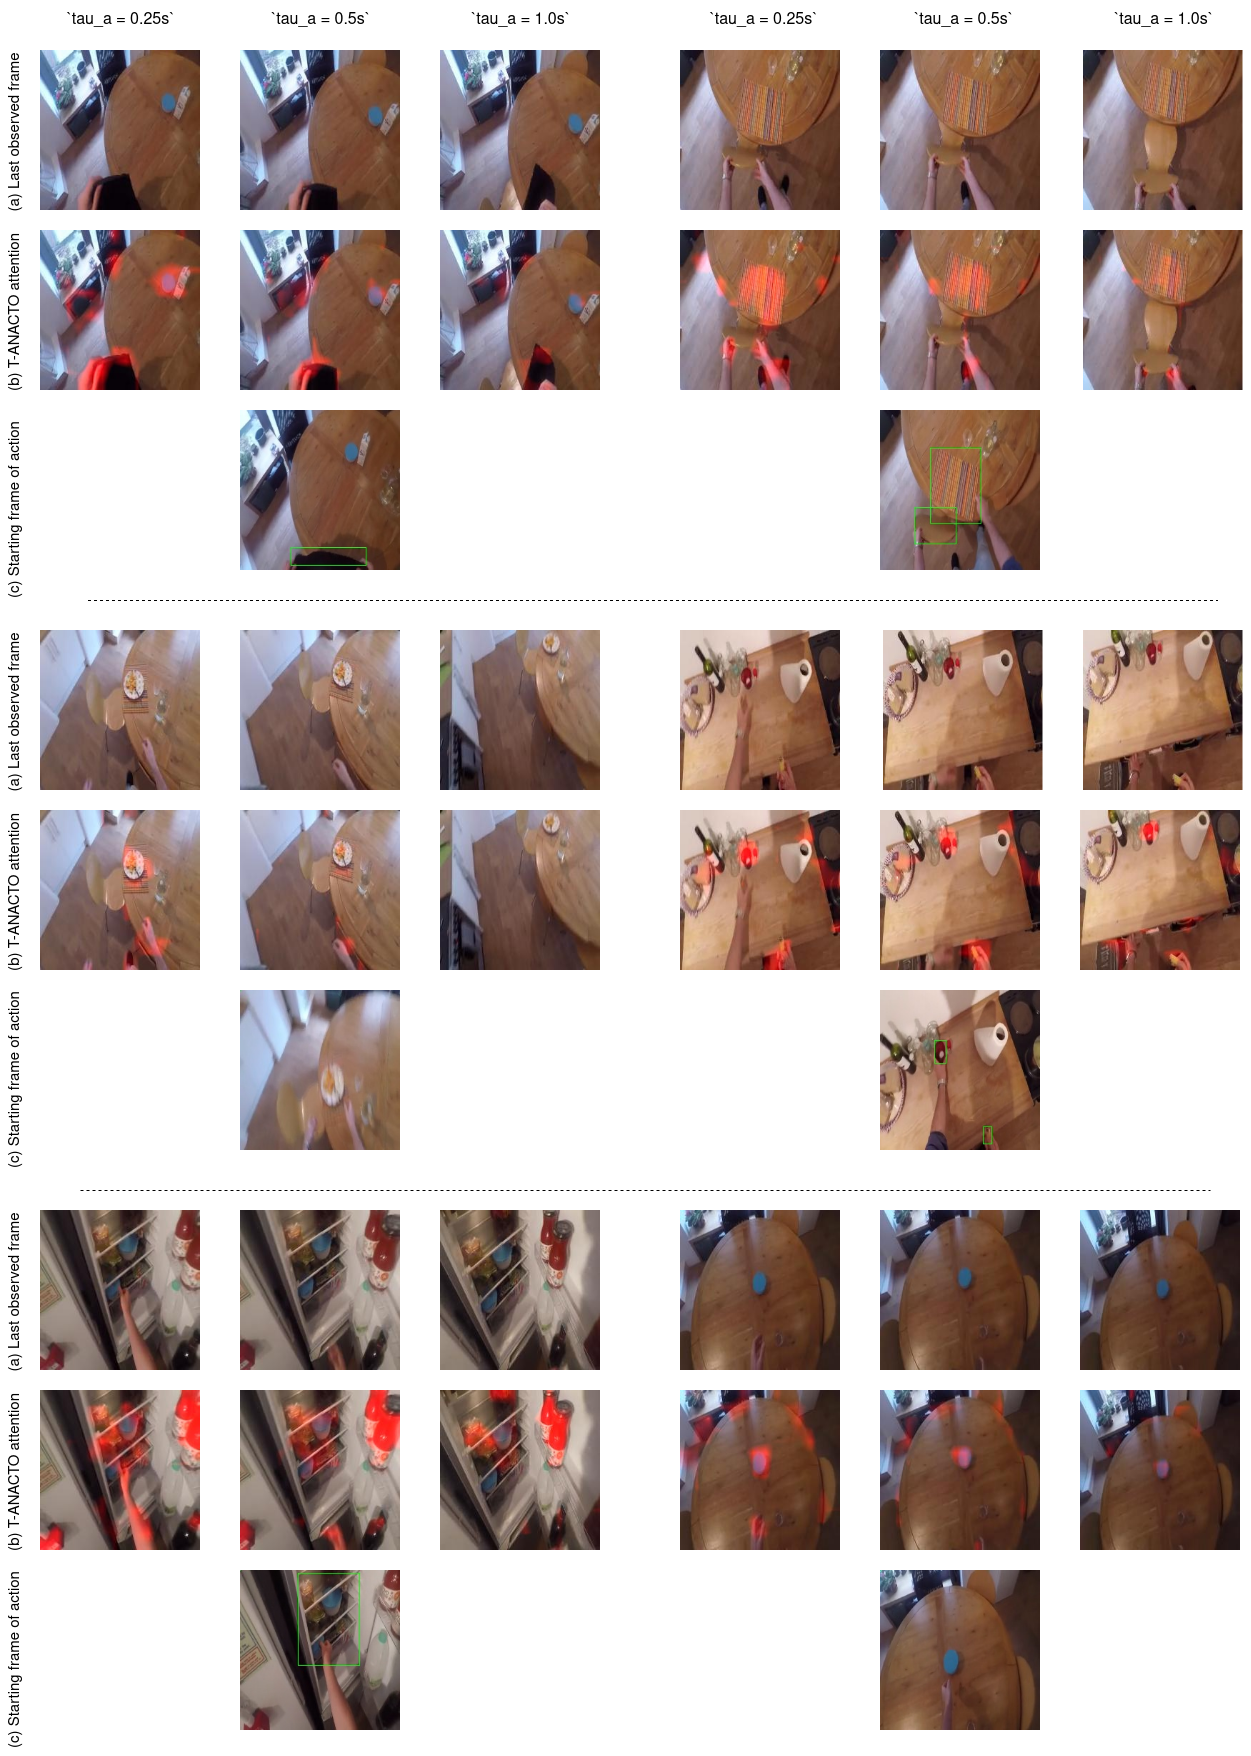 `tau_a = 0.25s` `tau_a = 0.5s` `tau_a = 1.0s` `tau_a = 0.25s` `tau_a = 0.5s` `tau_a = 1.0s`
(a) Last observed frame
(b) T-ANACTO attention
(c) Starting frame of action
(a) Last observed frame
(b) T-ANACTO attention
(c) Starting frame of action
(a) Last observed frame
(b) T-ANACTO attention
(c) Starting frame of action